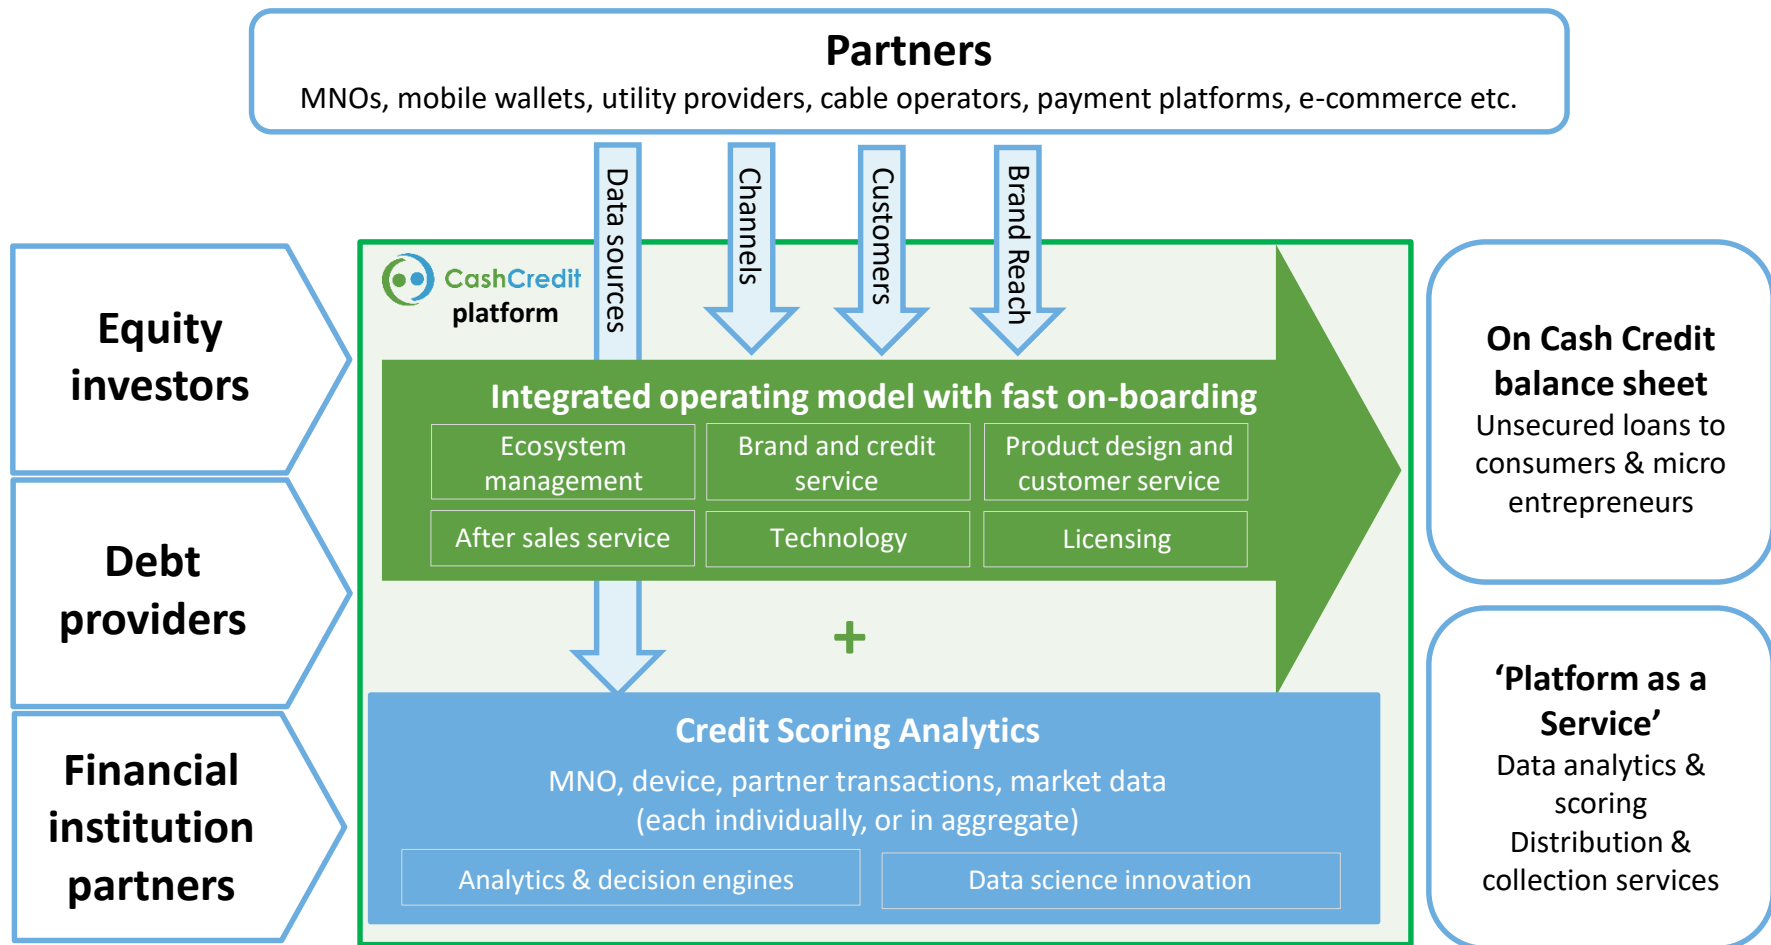 Partners
MNOs, mobile wallets, utility providers, cable operators, payment platforms, e-commerce etc.
Data sources
Channels
Customers
Brand Reach
Equity
investors
Debt
providers
Financial
institution
partners
CashCredit
platform
Integrated operating model with fast on-boarding
Ecosystem
management
Brand and credit
service
Product design and
customer service
After sales service
Technology
Licensing
+
Credit Scoring Analytics
MNO, device, partner transactions, market data
(each individually, or in aggregate)
Analytics & decision engines
Data science innovation
On Cash Credit
balance sheet
Unsecured loans to
consumers & micro
entrepreneurs
‘Platform as a
Service’
Data analytics &
scoring
Distribution &
collection services